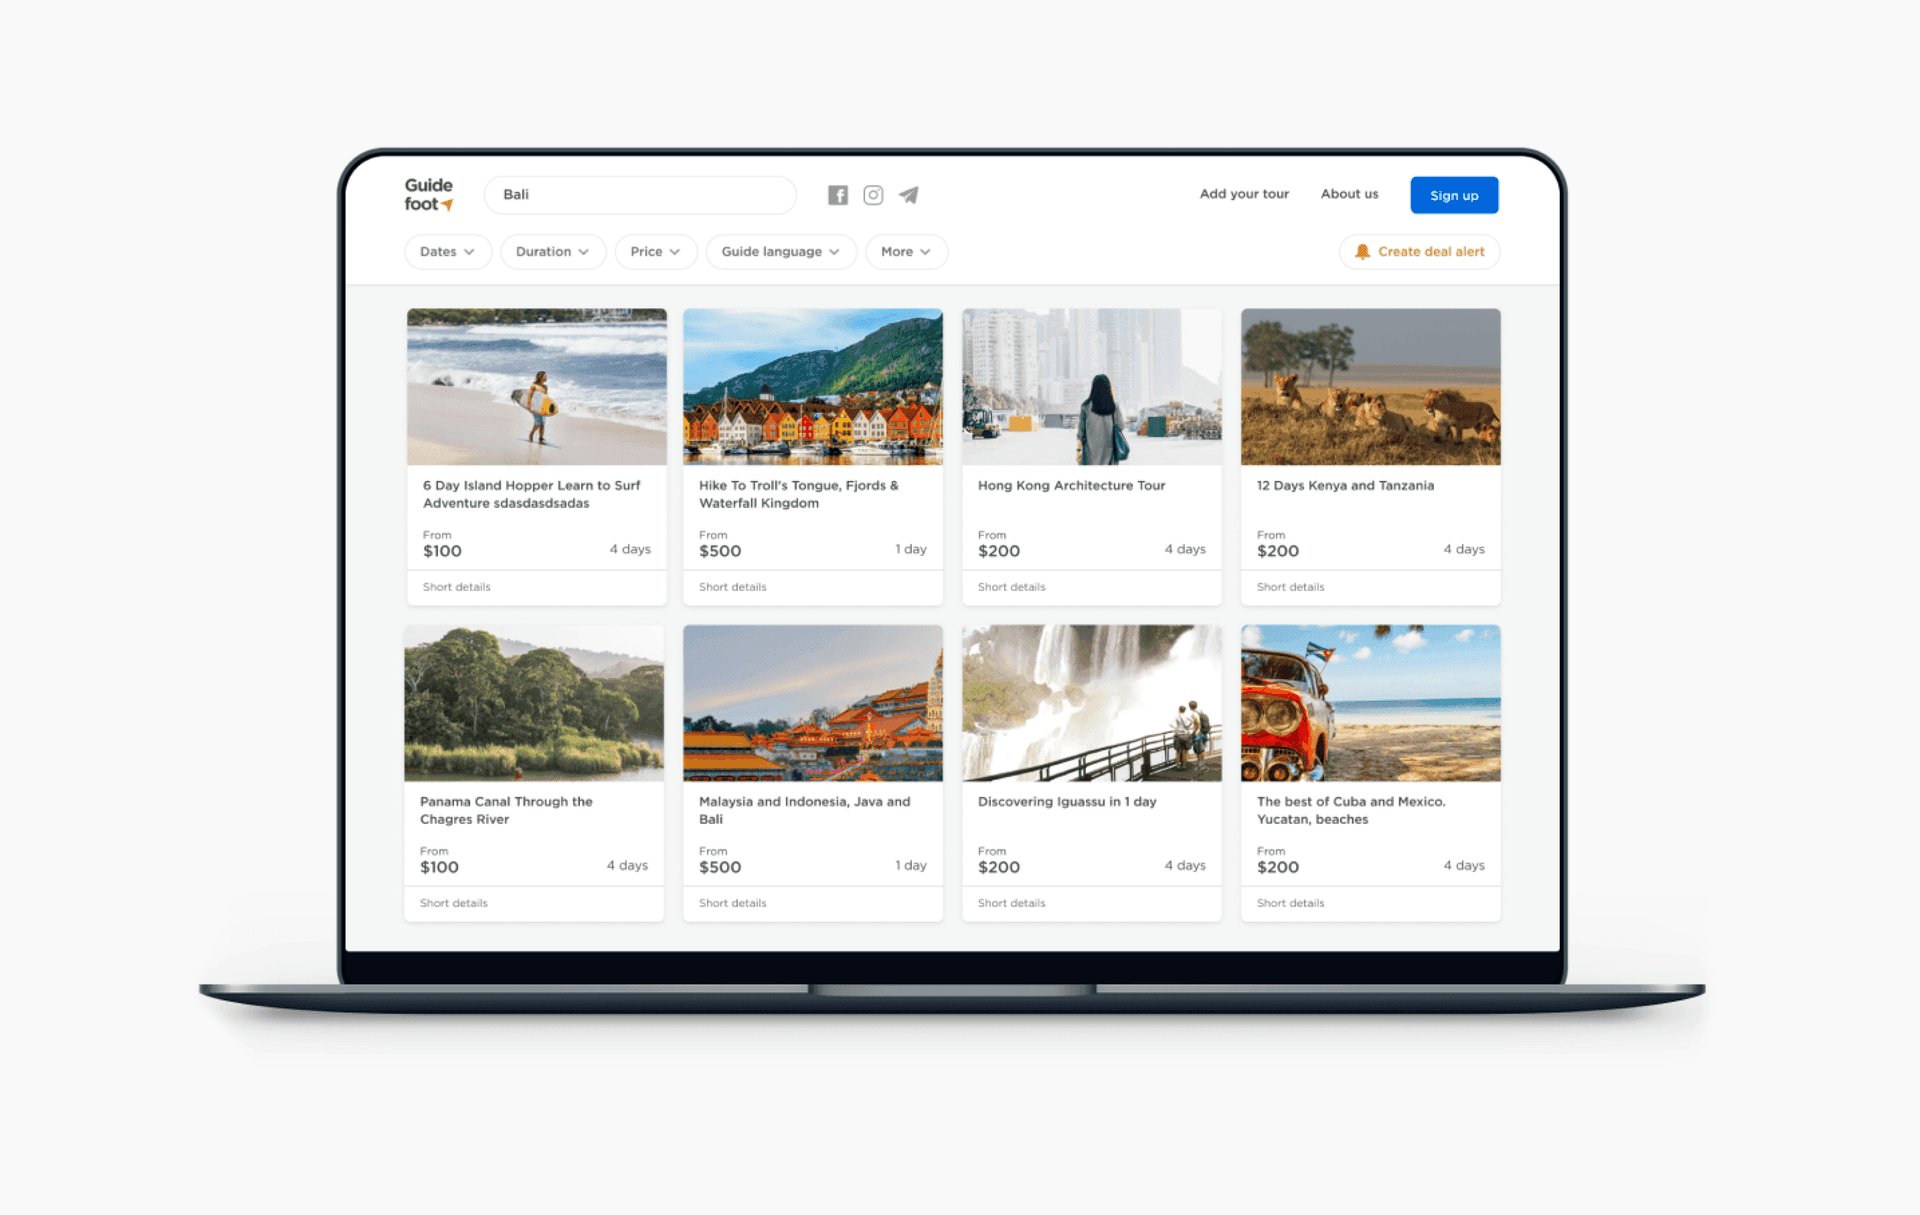 Guide
foot
Bali
Add your tour
About us
Sign up
Dates
Duration
Price
Guide language
More
Create deal alert
6 Day Island Hopper Learn to Surf
Adventure sdasdasdsadas
From
$100
4 days
Short details
Hike To Troll's Tongue, Fjords &
Waterfall Kingdom
From
$500
1 day
Short details
Hong Kong Architecture Tour
From
$200
4 days
Short details
12 Days Kenya and Tanzania
From
$200
4 days
Short details
Panama Canal Through the
Chagres River
From
$100
4 days
Short details
Malaysia and Indonesia, Java and
Bali
From
$500
1 day
Short details
Discovering Iguassu in 1 day
From
$200
4 days
Short details
The best of Cuba and Mexico.
Yucatan, beaches
From
$200
4 days
Short details